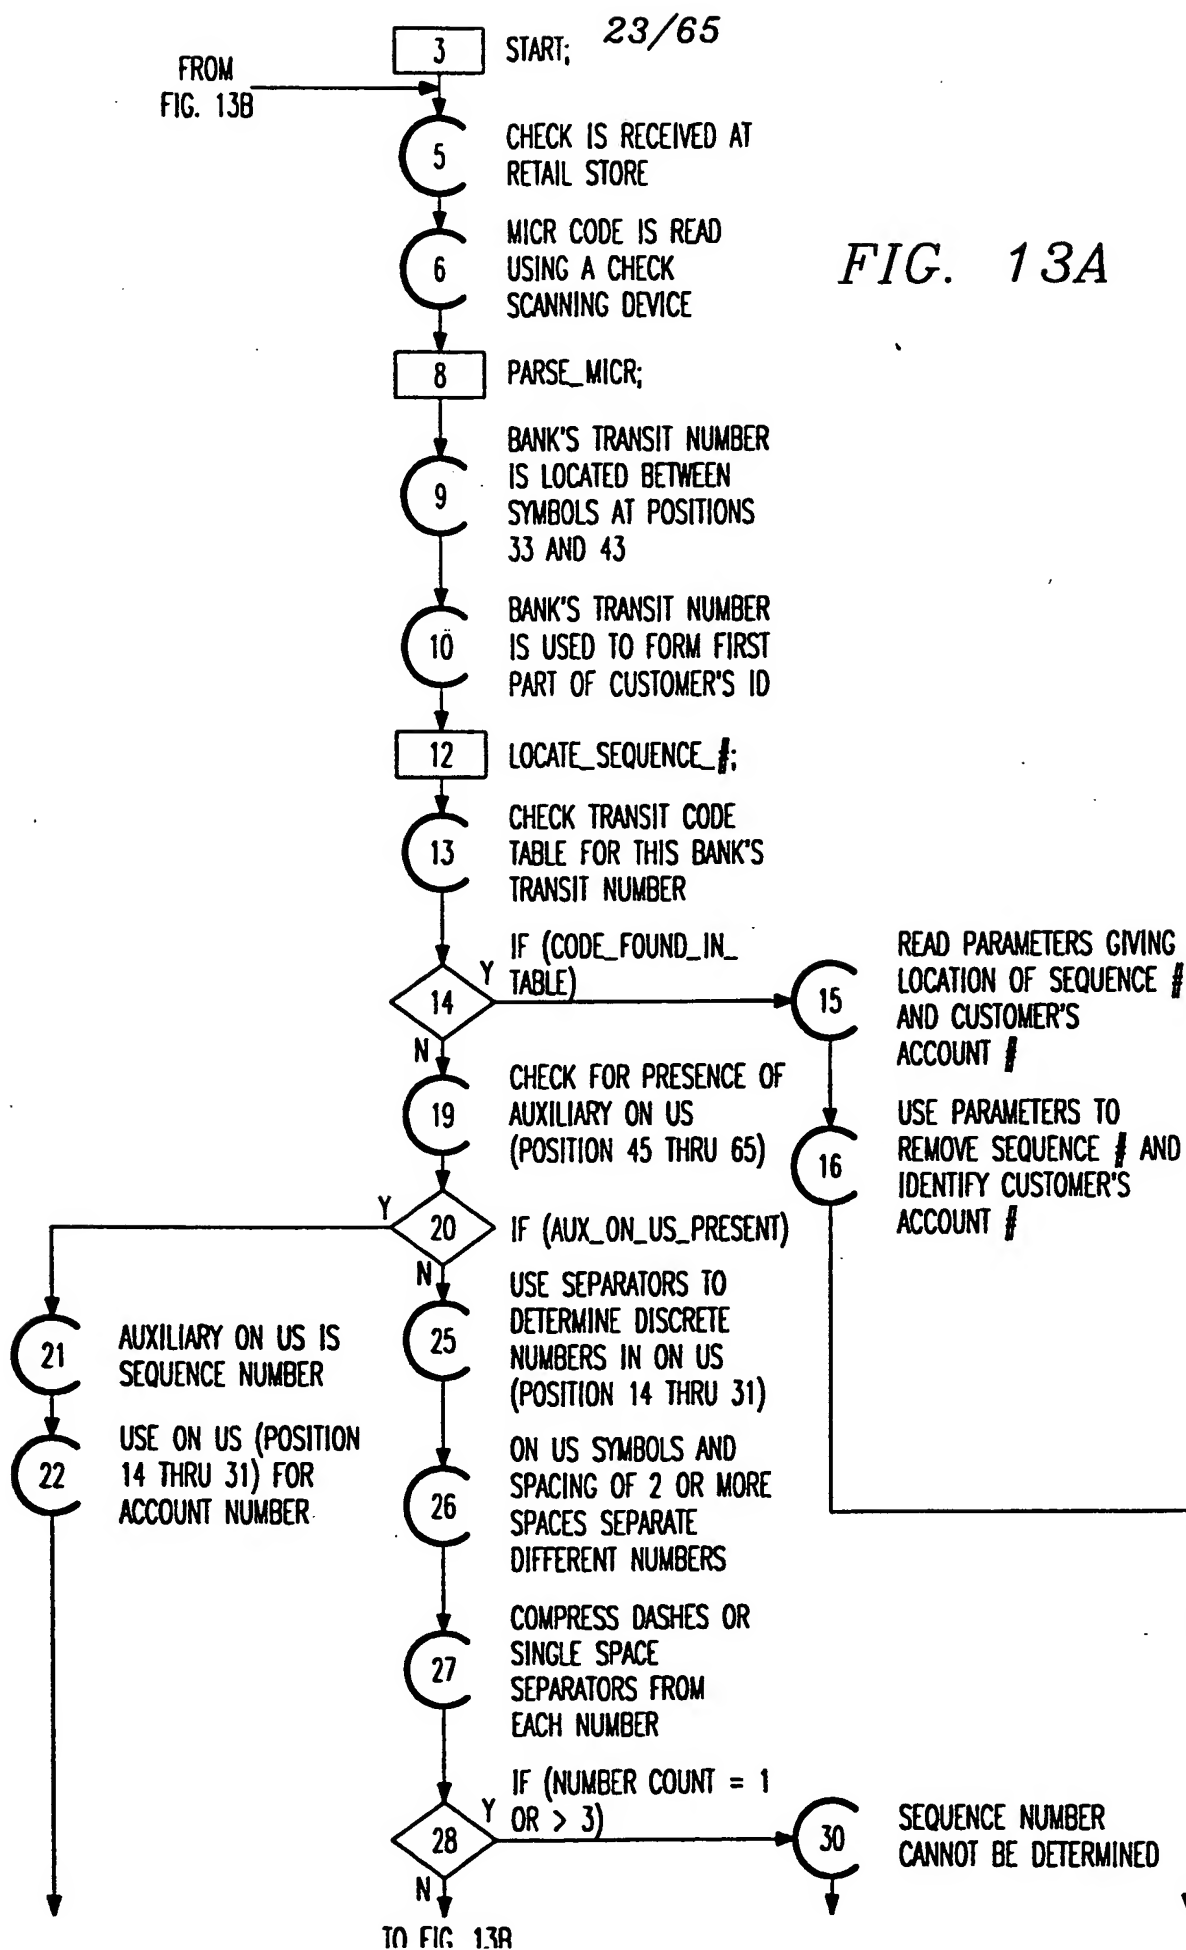 23/65
3 START;
FROM
FIG. 13B
5 CHECK IS RECEIVED AT
RETAIL STORE
6 MICR CODE IS READ
USING A CHECK
SCANNING DEVICE
FIG. 13A
8 PARSE_MICR;
9 BANK'S TRANSIT NUMBER
IS LOCATED BETWEEN
SYMBOLS AT POSITIONS
33 AND 43
10 BANK'S TRANSIT NUMBER
IS USED TO FORM FIRST
PART OF CUSTOMER'S ID
12 LOCATE_SEQUENCE_#;
13 CHECK TRANSIT CODE
TABLE FOR THIS BANK'S
TRANSIT NUMBER
14 Y IF (CODE_FOUND_IN_
TABLE)
N
15 READ PARAMETERS GIVING
LOCATION OF SEQUENCE #
AND CUSTOMER'S
ACCOUNT #
16 USE PARAMETERS TO
REMOVE SEQUENCE # AND
IDENTIFY CUSTOMER'S
ACCOUNT #
19 CHECK FOR PRESENCE OF
AUXILIARY ON US
(POSITION 45 THRU 65)
Y 20 IF (AUX_ON_US_PRESENT)
N
21 AUXILIARY ON US IS
SEQUENCE NUMBER
22 USE ON US (POSITION
14 THRU 31) FOR
ACCOUNT NUMBER
25 USE SEPARATORS TO
DETERMINE DISCRETE
NUMBERS IN ON US
(POSITION 14 THRU 31)
26 ON US SYMBOLS AND
SPACING OF 2 OR MORE
SPACES SEPARATE
DIFFERENT NUMBERS
27 COMPRESS DASHES OR
SINGLE SPACE
SEPARATORS FROM
EACH NUMBER
28 Y IF (NUMBER COUNT = 1
OR > 3)
N
30 SEQUENCE NUMBER
CANNOT BE DETERMINED
TO FIG. 13B